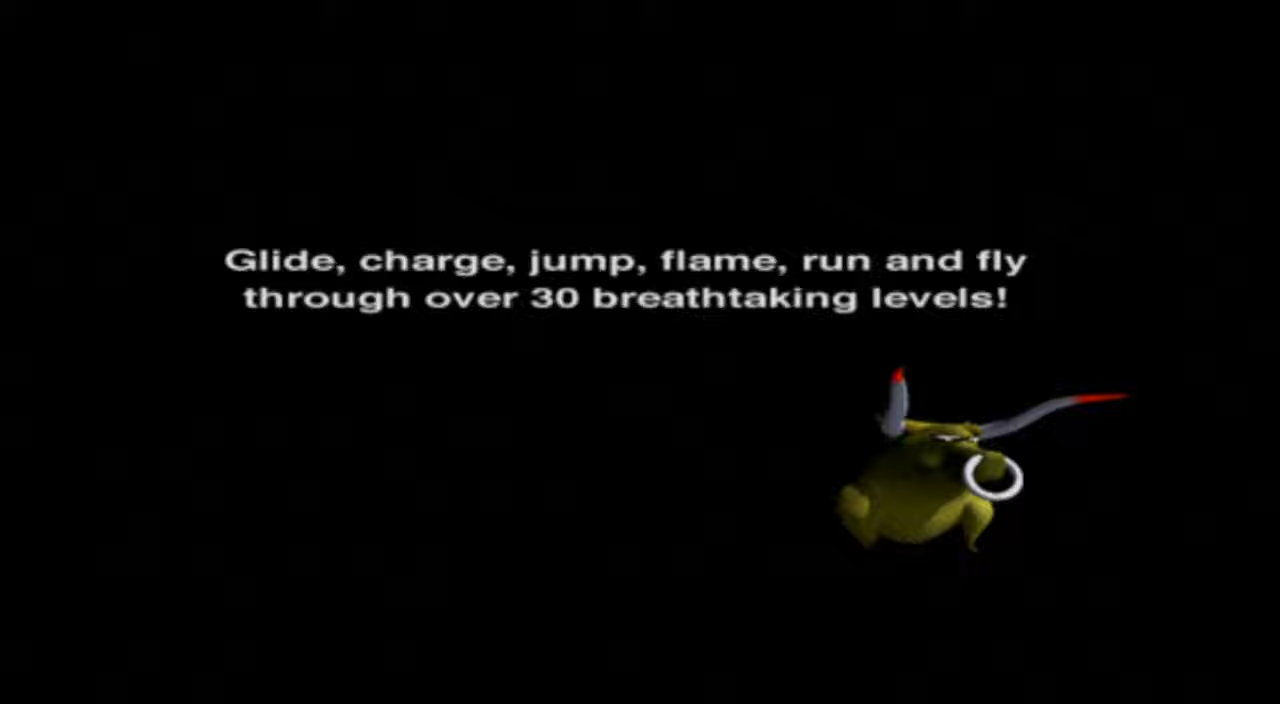 Glide, charge, jump, flame, run and fly
through over 30 breathtaking levels!